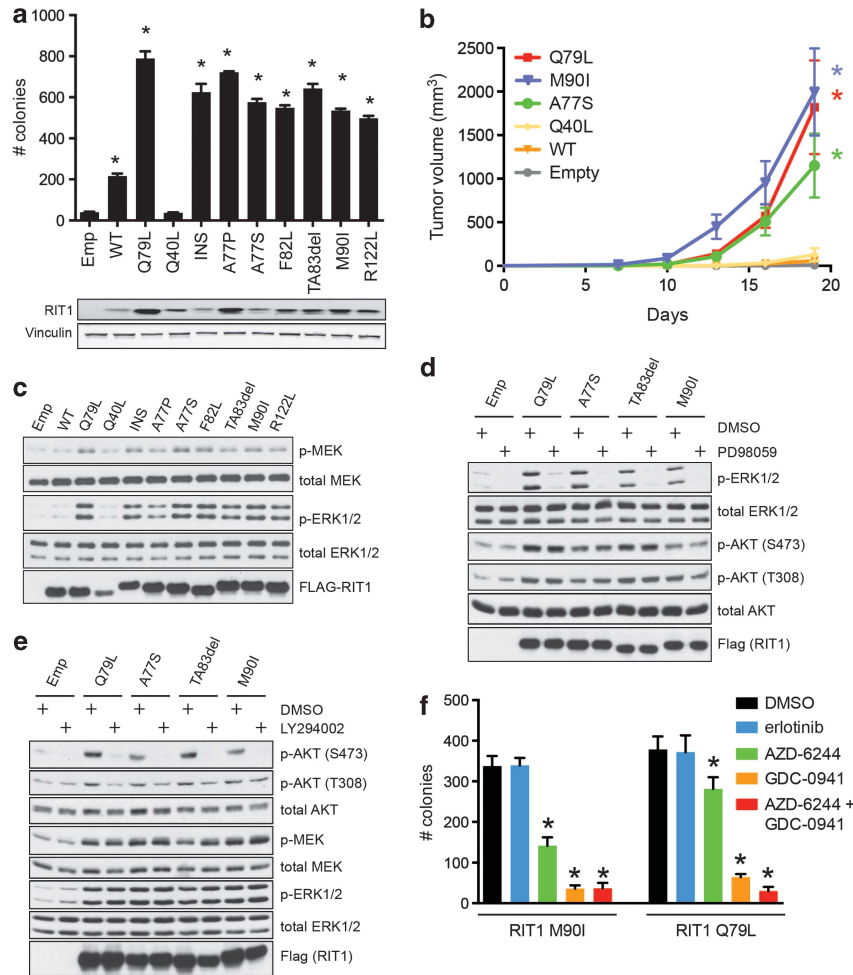 a
1000
800
600
400
200
0
# colonies
Emp
WT
Q79L
Q40L
INS
A77P
A77S
F82L
TA83del
M90I
R122L
* * * * * * * * *
RIT1
Vinculin
b
2500
2000
1500
1000
500
0
Tumor volume (mm³)
Q79L
M90I
A77S
Q40L
WT
Empty
*
*
*
0 5 10 15 20
Days
c
Emp
WT
Q79L
Q40L
INS
A77P
A77S
F82L
TA83del
M90I
R122L
p-MEK
total MEK
p-ERK1/2
total ERK1/2
FLAG-RIT1
d
Emp
Q79L
A77S
TA83del
M90I
+ + + + + DMSO
+ + + + + PD98059
p-ERK1/2
total ERK1/2
p-AKT (S473)
p-AKT (T308)
total AKT
Flag (RIT1)
e
Emp
Q79L
A77S
TA83del
M90I
+ + + + + DMSO
+ + + + + LY294002
p-AKT (S473)
p-AKT (T308)
total AKT
p-MEK
total MEK
p-ERK1/2
total ERK1/2
Flag (RIT1)
f
500
400
300
200
100
0
# colonies
DMSO
erlotinib
AZD-6244
GDC-0941
AZD-6244 +
GDC-0941
* * * * * *
RIT1 M90I
RIT1 Q79L